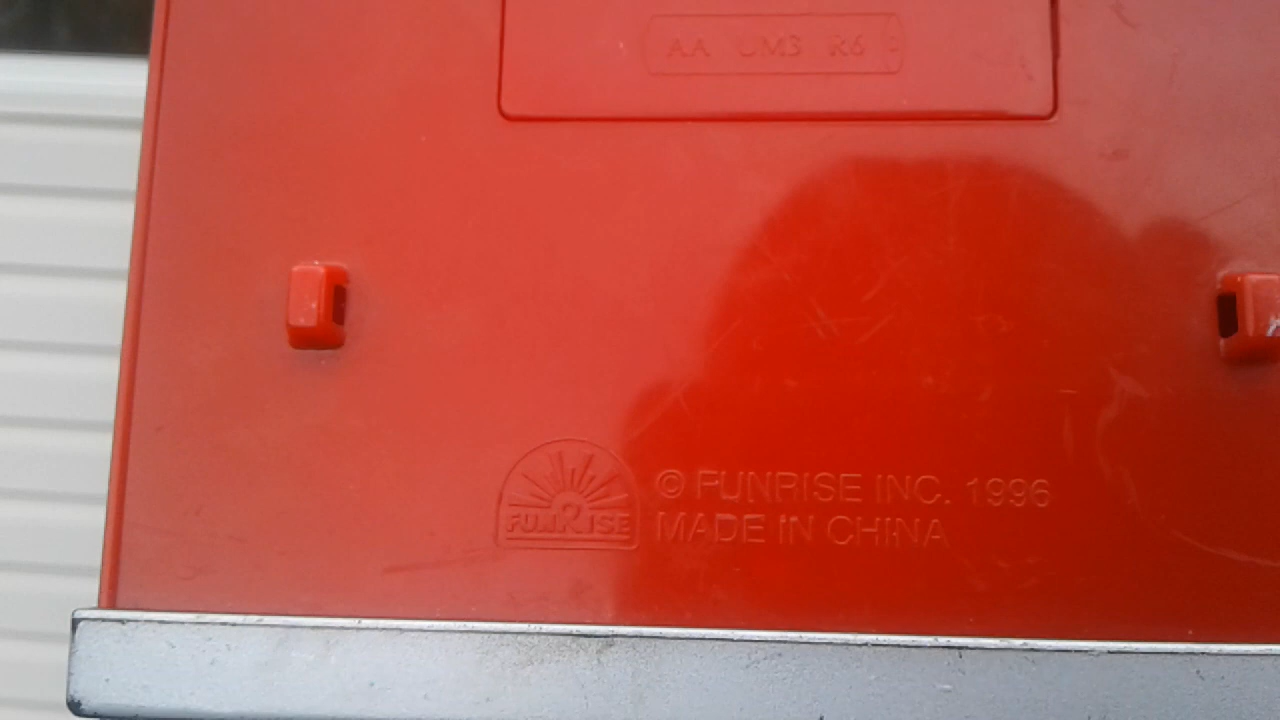 AA UM3 R6
FUNRISE
© FUNRISE INC. 1996
MADE IN CHINA